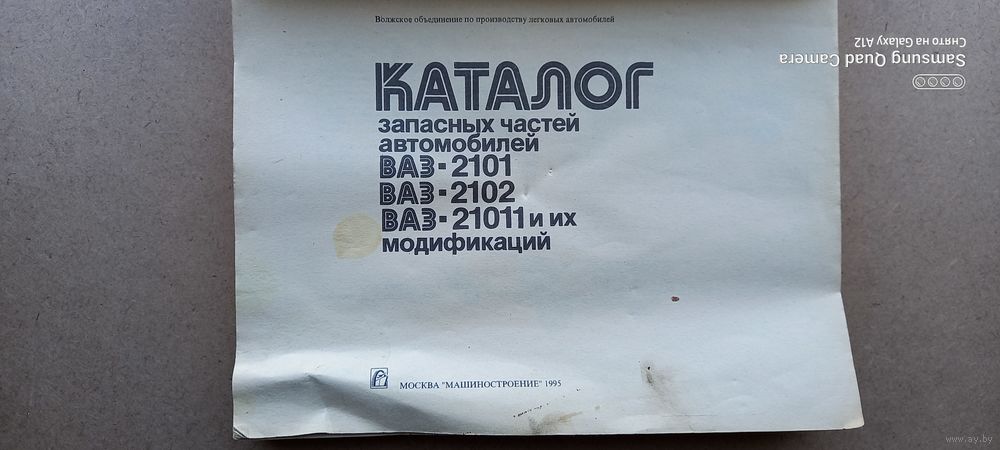 Волжское объединение по производству легковых автомобилей
КАТАЛОГ
запасных частей
автомобилей
ВАЗ-2101
ВАЗ-2102
ВАЗ-21011 и их
модификаций
МОСКВА "МАШИНОСТРОЕНИЕ" 1995
Samsung Quad Camera
Снято на Galaxy A12
www.ay.by